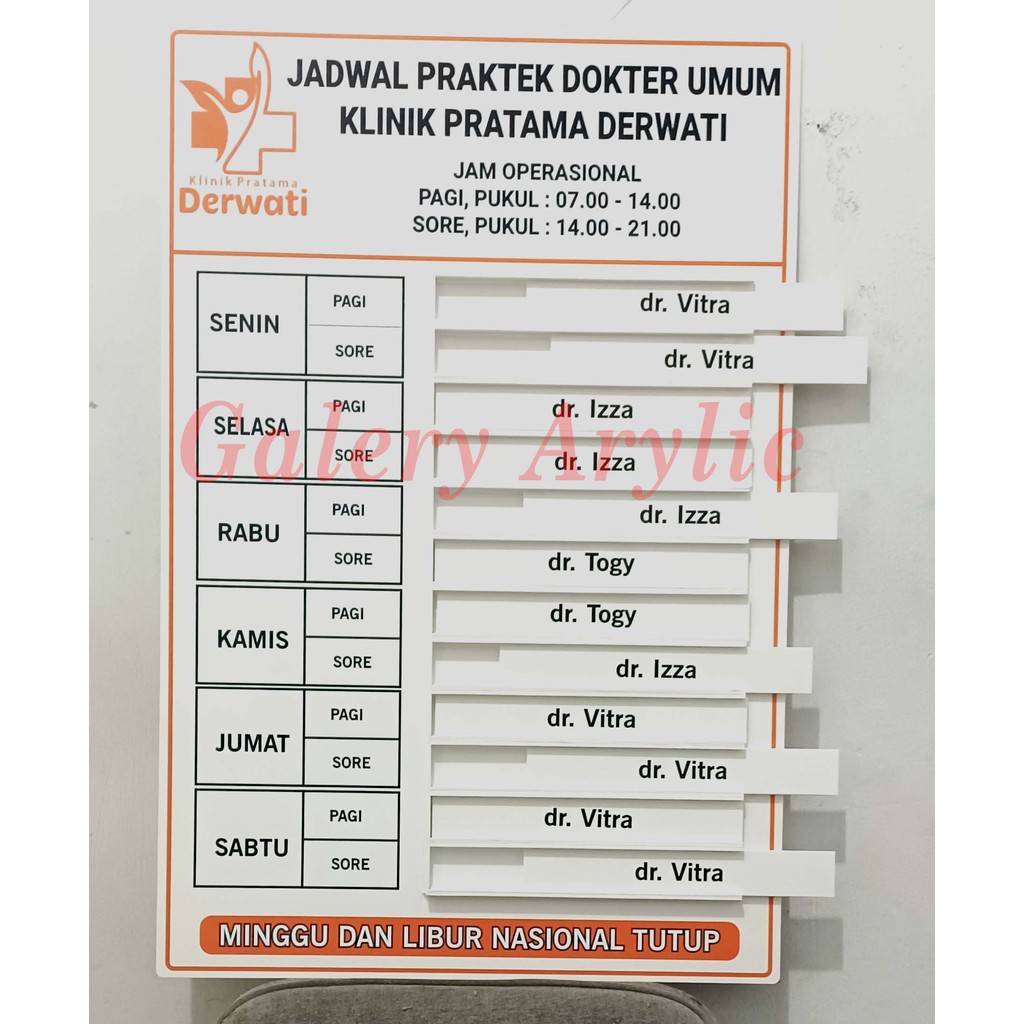 JADWAL PRAKTEK DOKTER UMUM
KLINIK PRATAMA DERWATI
Klinik Pratama
Derwati
JAM OPERASIONAL
PAGI, PUKUL : 07.00 - 14.00
SORE, PUKUL : 14.00 - 21.00
SENIN
PAGI dr. Vitra
SORE dr. Vitra
SELASA
PAGI dr. Izza
SORE dr. Izza
Galery Arylic
RABU
PAGI dr. Izza
SORE dr. Togy
KAMIS
PAGI dr. Togy
SORE dr. Izza
JUMAT
PAGI dr. Vitra
SORE dr. Vitra
SABTU
PAGI dr. Vitra
SORE dr. Vitra
MINGGU DAN LIBUR NASIONAL TUTUP